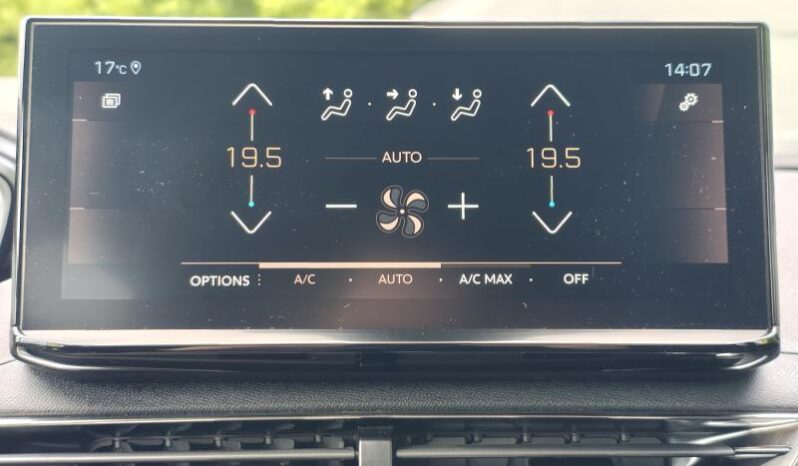 17°C 14:07
19.5 AUTO 19.5
OPTIONS A/C AUTO A/C MAX OFF